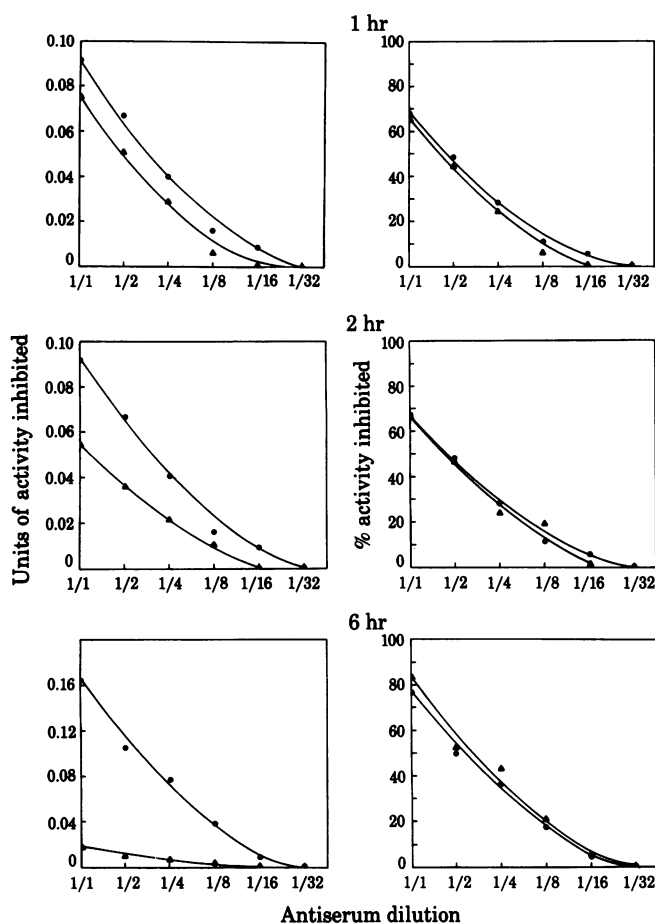 1 hr
0.10
0.08
0.06
0.04
0.02
0
1/1 1/2 1/4 1/8 1/16 1/32
100
80
60
40
20
0
1/1 1/2 1/4 1/8 1/16 1/32
2 hr
Units of activity inhibited
0.10
0.08
0.06
0.04
0.02
0
1/1 1/2 1/4 1/8 1/16 1/32
% activity inhibited
100
80
60
40
20
0
1/1 1/2 1/4 1/8 1/16 1/32
6 hr
0.16
0.12
0.08
0.04
0
1/1 1/2 1/4 1/8 1/16 1/32
100
80
60
40
20
0
1/1 1/2 1/4 1/8 1/16 1/32
Antiserum dilution